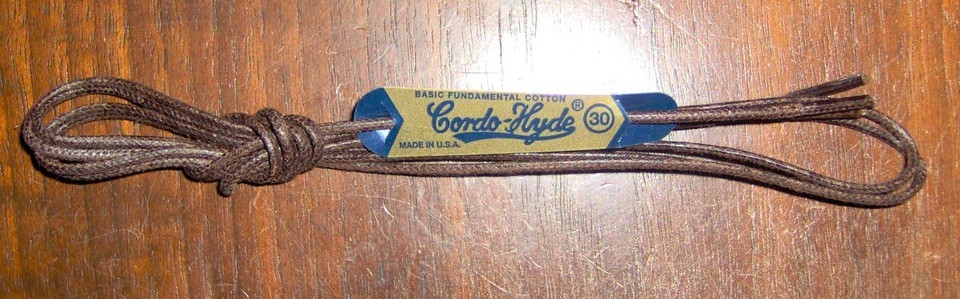 BASIC FUNDAMENTAL COTTON
Cordo-Hyde® 30
MADE IN U.S.A.